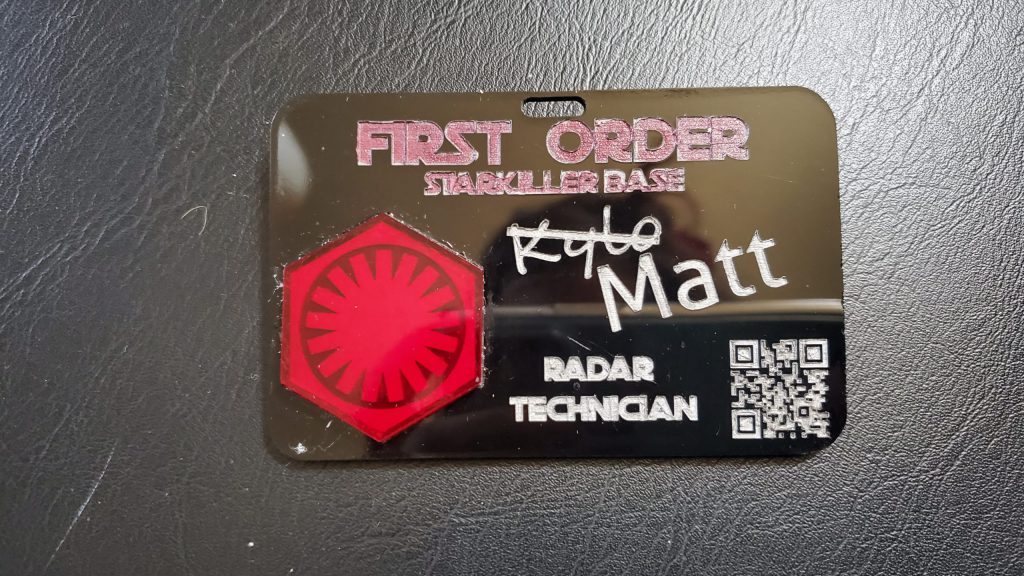 FIRST ORDER
STARKILLER BASE
Kylo
Matt
RADAR
TECHNICIAN